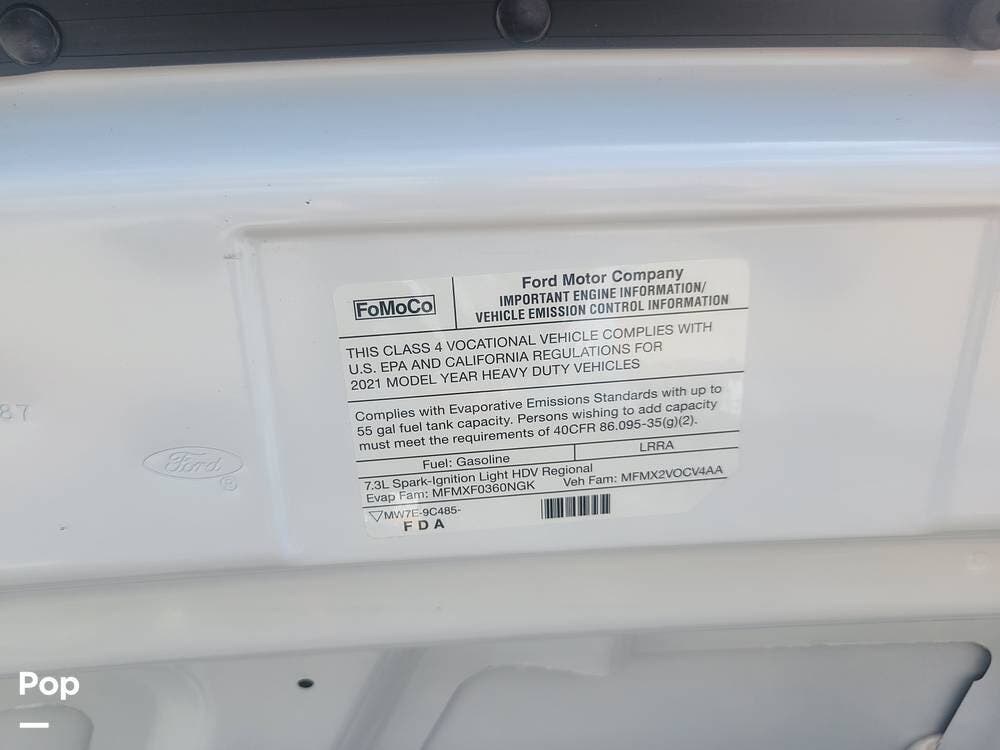 FoMoCo
Ford Motor Company
IMPORTANT ENGINE INFORMATION/
VEHICLE EMISSION CONTROL INFORMATION
THIS CLASS 4 VOCATIONAL VEHICLE COMPLIES WITH
U.S. EPA AND CALIFORNIA REGULATIONS FOR
2021 MODEL YEAR HEAVY DUTY VEHICLES
Complies with Evaporative Emissions Standards with up to
55 gal fuel tank capacity. Persons wishing to add capacity
must meet the requirements of 40CFR 86.095-35(g)(2).
Fuel: Gasoline
LRRA
7.3L Spark-Ignition Light HDV Regional
Evap Fam: MFMXF0360NGK Veh Fam: MFMX2VOCV4AA
MW7E-9C485-
FDA
87
Ford
®
Pop